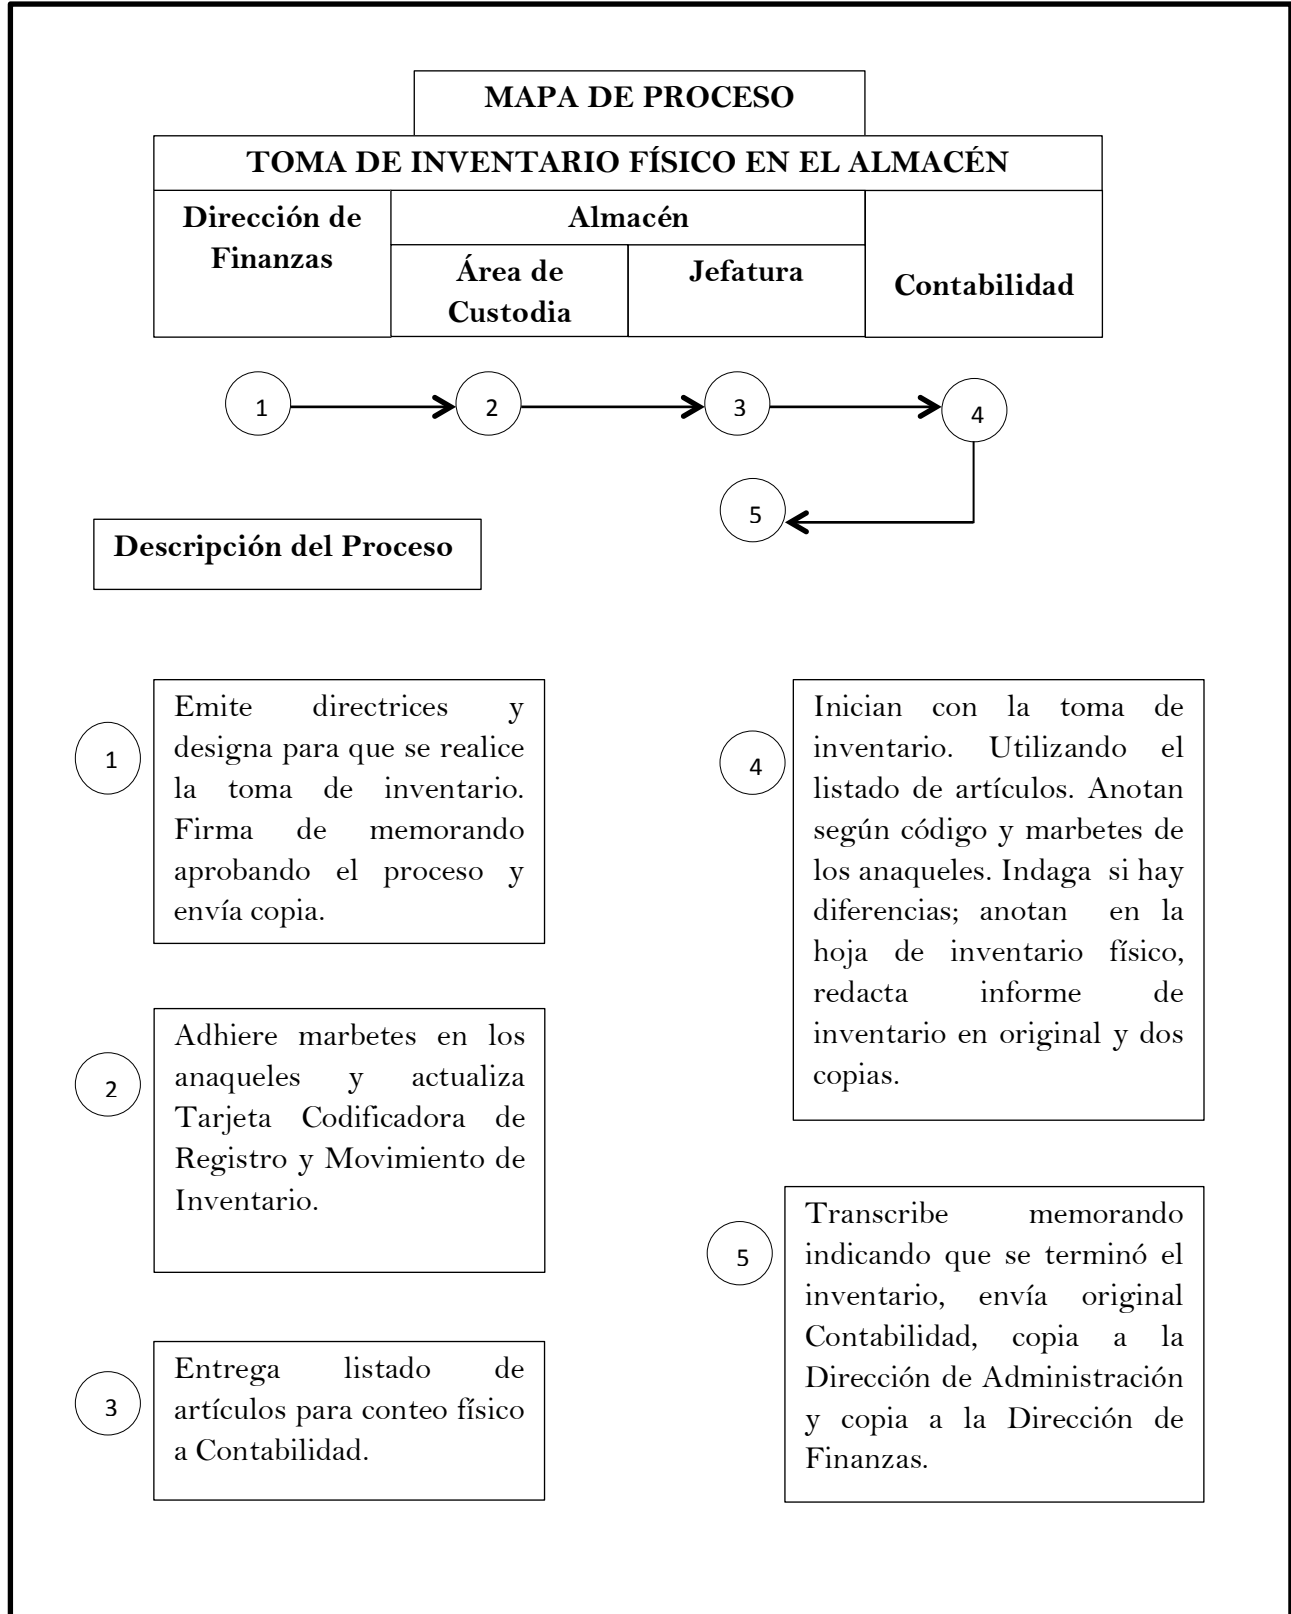 MAPA DE PROCESO
TOMA DE INVENTARIO FÍSICO EN EL ALMACÉN
Dirección de
Finanzas
Almacén
Área de
Custodia
Jefatura
Contabilidad
1
2
3
4
5
Descripción del Proceso
1
Emite directrices y
designa para que se realice
la toma de inventario.
Firma de memorando
aprobando el proceso y
envía copia.
2
Adhiere marbetes en los
anaqueles y actualiza
Tarjeta Codificadora de
Registro y Movimiento de
Inventario.
3
Entrega listado de
artículos para conteo físico
a Contabilidad.
4
Inician con la toma de
inventario. Utilizando el
listado de artículos. Anotan
según código y marbetes de
los anaqueles. Indaga si hay
diferencias; anotan en la
hoja de inventario físico,
redacta informe de
inventario en original y dos
copias.
5
Transcribe memorando
indicando que se terminó el
inventario, envía original
Contabilidad, copia a la
Dirección de Administración
y copia a la Dirección de
Finanzas.